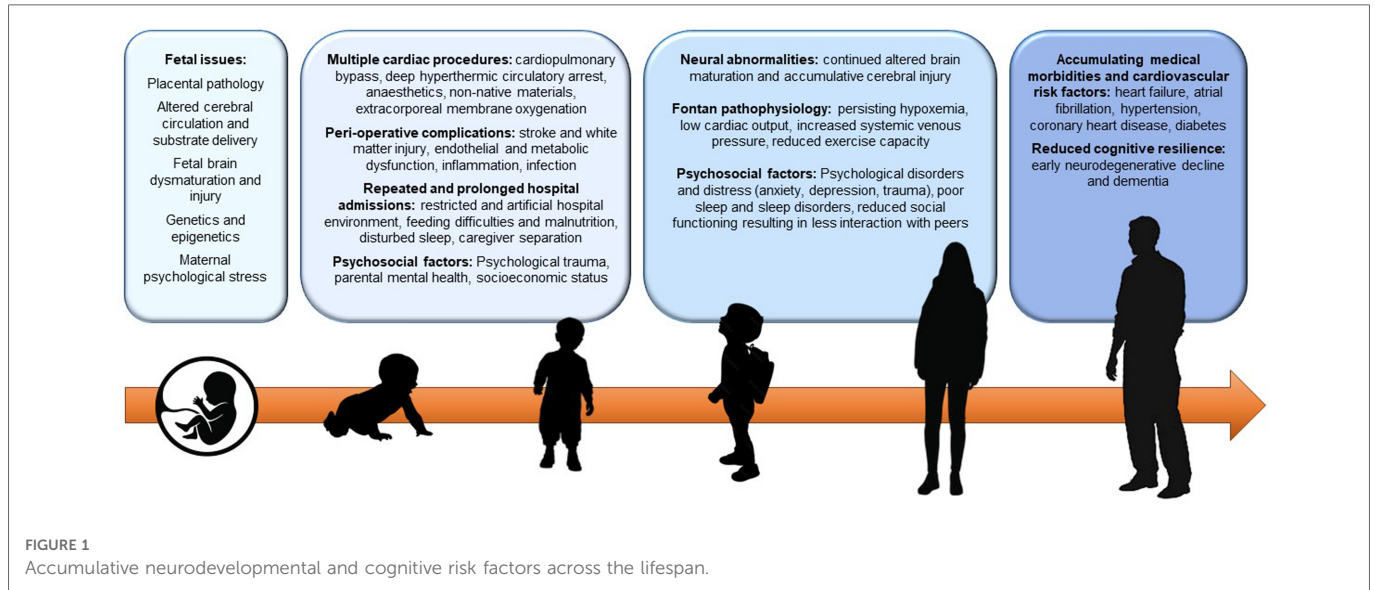 Fetal issues:
Placental pathology
Altered cerebral
circulation and
substrate delivery
Fetal brain
dysmaturation and
injury
Genetics and
epigenetics
Maternal
psychological stress
Multiple cardiac procedures: cardiopulmonary
bypass, deep hyperthermic circulatory arrest,
anaesthetics, non-native materials,
extracorporeal membrane oxygenation
Peri-operative complications: stroke and white
matter injury, endothelial and metabolic
dysfunction, inflammation, infection
Repeated and prolonged hospital
admissions: restricted and artificial hospital
environment, feeding difficulties and malnutrition,
disturbed sleep, caregiver separation
Psychosocial factors: Psychological trauma,
parental mental health, socioeconomic status
Neural abnormalities: continued altered brain
maturation and accumulative cerebral injury
Fontan pathophysiology: persisting hypoxemia,
low cardiac output, increased systemic venous
pressure, reduced exercise capacity
Psychosocial factors: Psychological disorders
and distress (anxiety, depression, trauma), poor
sleep and sleep disorders, reduced social
functioning resulting in less interaction with peers
Accumulating medical
morbidities and cardiovascular
risk factors: heart failure, atrial
fibrillation, hypertension,
coronary heart disease, diabetes
Reduced cognitive resilience:
early neurodegenerative decline
and dementia
FIGURE 1
Accumulative neurodevelopmental and cognitive risk factors across the lifespan.